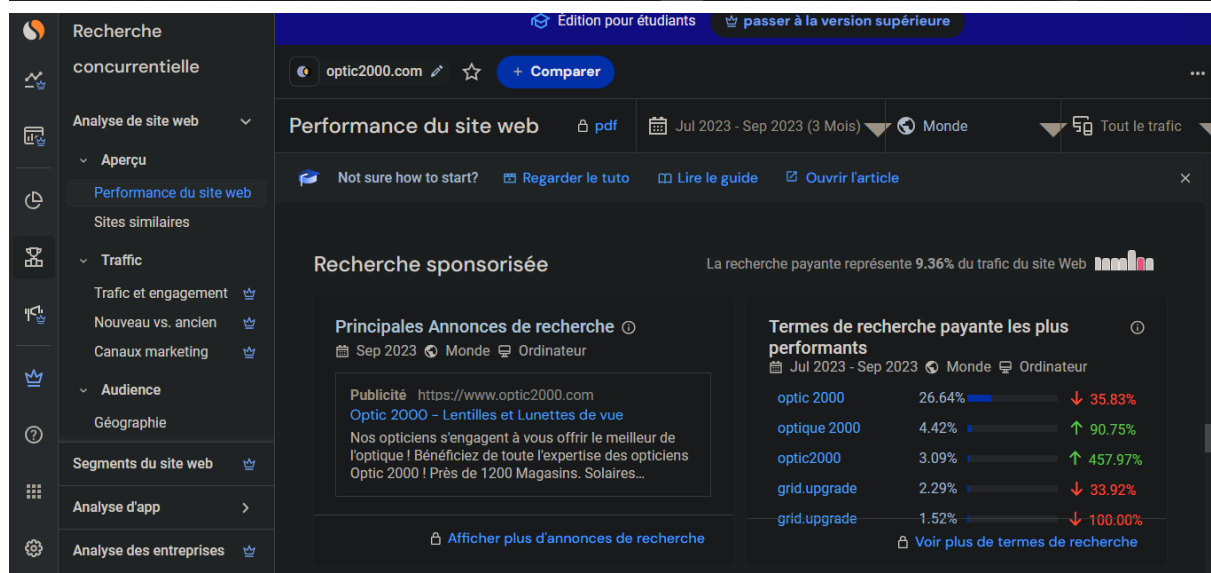 Édition pour étudiants
passer à la version supérieure
Recherche
concurrentielle
optic2000.com
+ Comparer
Analyse de site web
Performance du site web
pdf
Jul 2023 - Sep 2023 (3 Mois)
Monde
Tout le trafic
Aperçu
Performance du site web
Sites similaires
Traffic
Trafic et engagement
Nouveau vs. ancien
Canaux marketing
Audience
Géographie
Segments du site web
Analyse d'app
Analyse des entreprises
Not sure how to start?
Regarder le tuto
Lire le guide
Ouvrir l'article
Recherche sponsorisée
La recherche payante représente 9.36% du trafic du site Web
Principales Annonces de recherche
Sep 2023 Monde Ordinateur
Publicité https://www.optic2000.com
Optic 2000 - Lentilles et Lunettes de vue
Nos opticiens s'engagent à vous offrir le meilleur de
l'optique ! Bénéficiez de toute l'expertise des opticiens
Optic 2000 ! Près de 1200 Magasins. Solaires...
Afficher plus d'annonces de recherche
Termes de recherche payante les plus
performants
Jul 2023 - Sep 2023 Monde Ordinateur
optic 2000 26.64% 35.83%
optique 2000 4.42% 90.75%
optic2000 3.09% 457.97%
grid.upgrade 2.29% 33.92%
grid.upgrade 1.52% 100.00%
Voir plus de termes de recherche